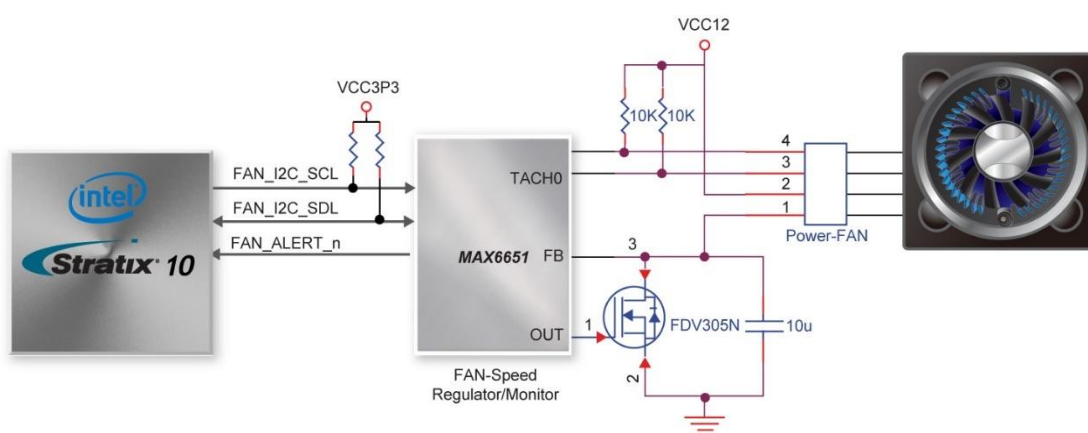 VCC12
VCC3P3
10K 10K
4
3
2
1
Power-FAN
FAN_I2C_SCL
FAN_I2C_SDL
FAN_ALERT_n
intel
Stratix 10
TACH0
MAX6651
FB
OUT
3
1
2
FDV305N
10u
FAN-Speed
Regulator/Monitor